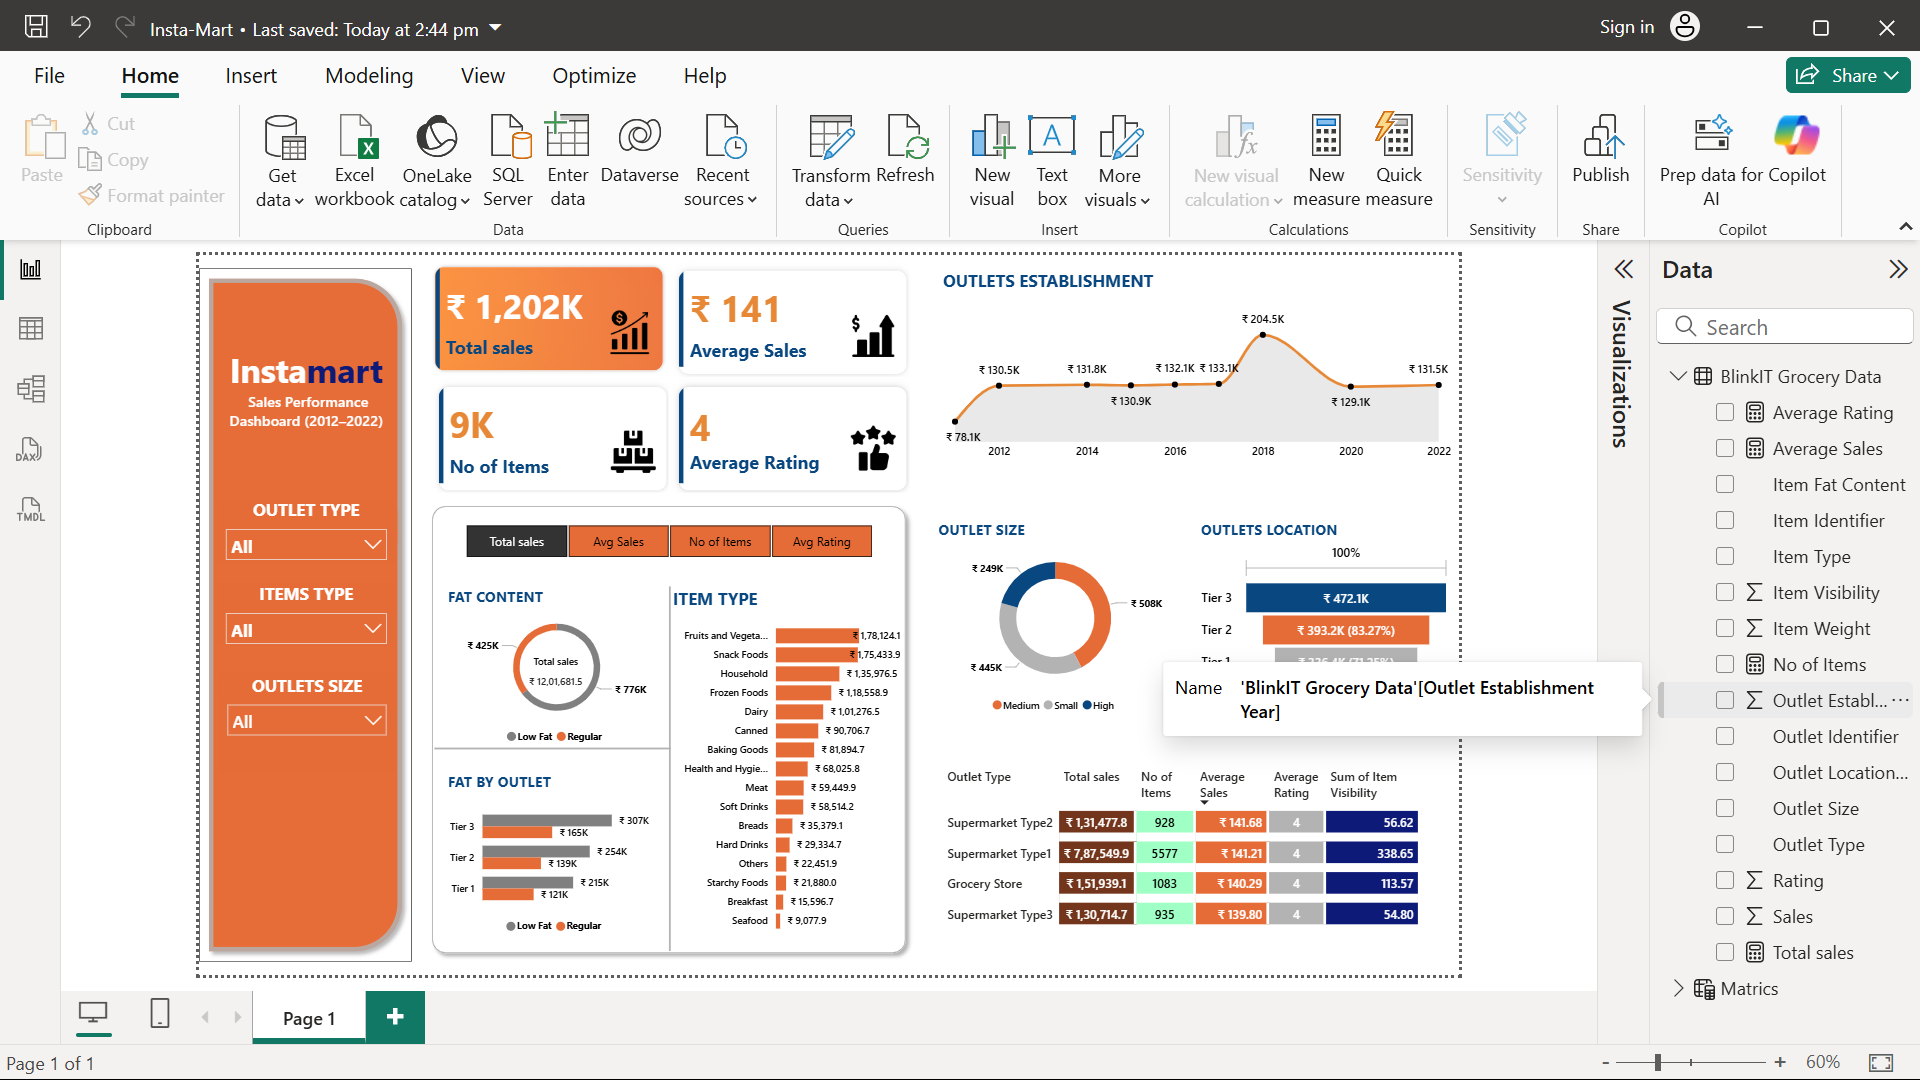 Insta-Mart • Last saved: Today at 2:44 pm
Sign in
File Home Insert Modeling View Optimize Help
Share
Paste
Cut
Copy
Format painter
Clipboard
Get data
Excel workbook
OneLake catalog
SQL Server
Enter data
Dataverse
Recent sources
Data
Transform data
Refresh
Queries
New visual
Text box
More visuals
Insert
New visual calculation
New measure
Quick measure
Calculations
Sensitivity
Sensitivity
Publish
Share
Prep data for AI
Copilot
Copilot
DAX
TMDL
Instamart
Sales Performance
Dashboard (2012–2022)
OUTLET TYPE
All
ITEMS TYPE
All
OUTLETS SIZE
All
₹ 1,202K
Total sales
₹ 141
Average Sales
9K
No of Items
4
Average Rating
OUTLETS ESTABLISHMENT
₹ 204.5K
₹ 130.5K
₹ 131.8K
₹ 132.1K
₹ 133.1K
₹ 131.5K
₹ 130.9K
₹ 129.1K
₹ 78.1K
2012 2014 2016 2018 2020 2022
Total sales
Avg Sales
No of Items
Avg Rating
FAT CONTENT
₹ 425K
Total sales
₹ 12,01,681.5
₹ 776K
Low Fat Regular
FAT BY OUTLET
Tier 3 ₹ 307K
₹ 165K
Tier 2 ₹ 254K
₹ 139K
Tier 1 ₹ 215K
₹ 121K
Low Fat Regular
ITEM TYPE
Fruits and Vegeta... ₹ 1,78,124.1
Snack Foods ₹ 1,75,433.9
Household ₹ 1,35,976.5
Frozen Foods ₹ 1,18,558.9
Dairy ₹ 1,01,276.5
Canned ₹ 90,706.7
Baking Goods ₹ 81,894.7
Health and Hygie... ₹ 68,025.8
Meat ₹ 59,449.9
Soft Drinks ₹ 58,514.2
Breads ₹ 35,379.1
Hard Drinks ₹ 29,334.7
Others ₹ 22,451.9
Starchy Foods ₹ 21,880.0
Breakfast ₹ 15,596.7
Seafood ₹ 9,077.9
OUTLET SIZE
₹ 249K
₹ 508K
₹ 445K
Medium Small High
OUTLETS LOCATION
100%
Tier 3 ₹ 472.1K
Tier 2 ₹ 393.2K (83.27%)
Name 'BlinkIT Grocery Data'[Outlet Establishment
Year]
Outlet Type Total sales No of Items Average Sales Average Rating Sum of Item Visibility
Supermarket Type2 ₹ 1,31,477.8 928 ₹ 141.68 4 56.62
Supermarket Type1 ₹ 7,87,549.9 5577 ₹ 141.21 4 338.65
Grocery Store ₹ 1,51,939.1 1083 ₹ 140.29 4 113.57
Supermarket Type3 ₹ 1,30,714.7 935 ₹ 139.80 4 54.80
Visualizations
Data
Search
BlinkIT Grocery Data
Average Rating
Average Sales
Item Fat Content
Item Identifier
Item Type
Item Visibility
Item Weight
No of Items
Outlet Establ...
Outlet Identifier
Outlet Location...
Outlet Size
Outlet Type
Rating
Sales
Total sales
Matrics
Page 1
Page 1 of 1
- + 60%